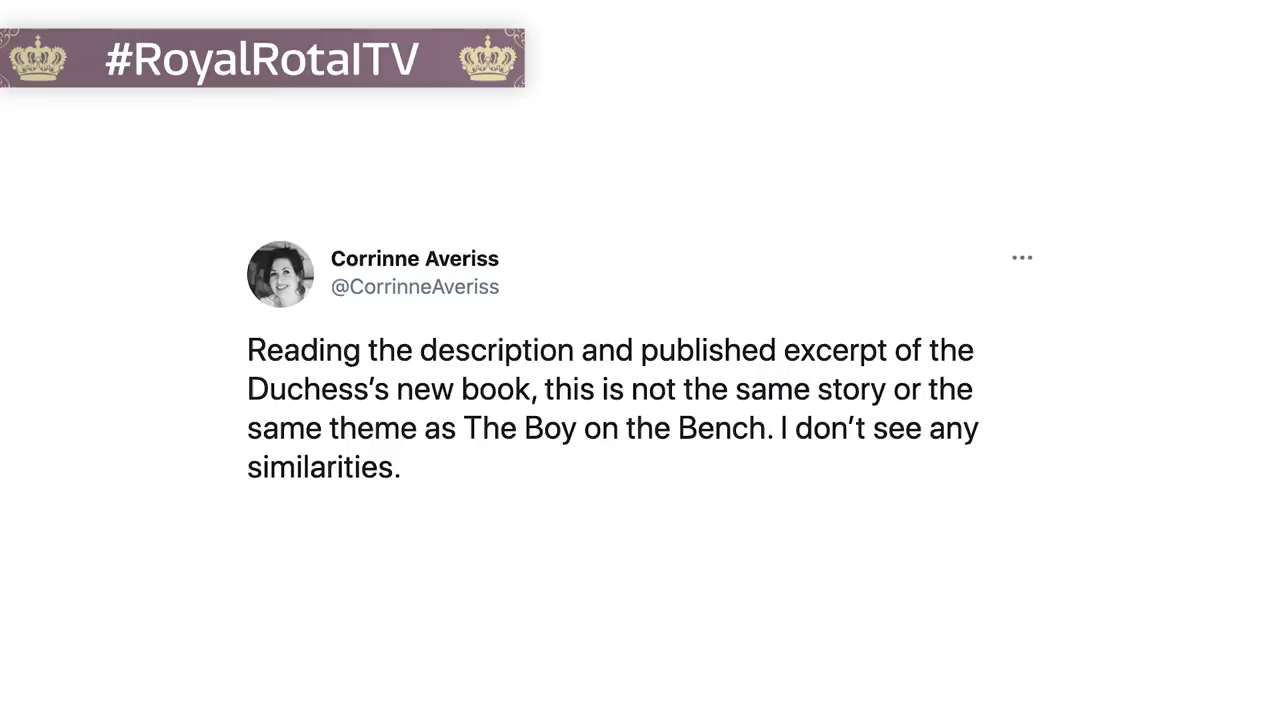 #RoyalRotaITV
Corrinne Averiss
@CorrinneAveriss
Reading the description and published excerpt of the
Duchess’s new book, this is not the same story or the
same theme as The Boy on the Bench. I don’t see any
similarities.